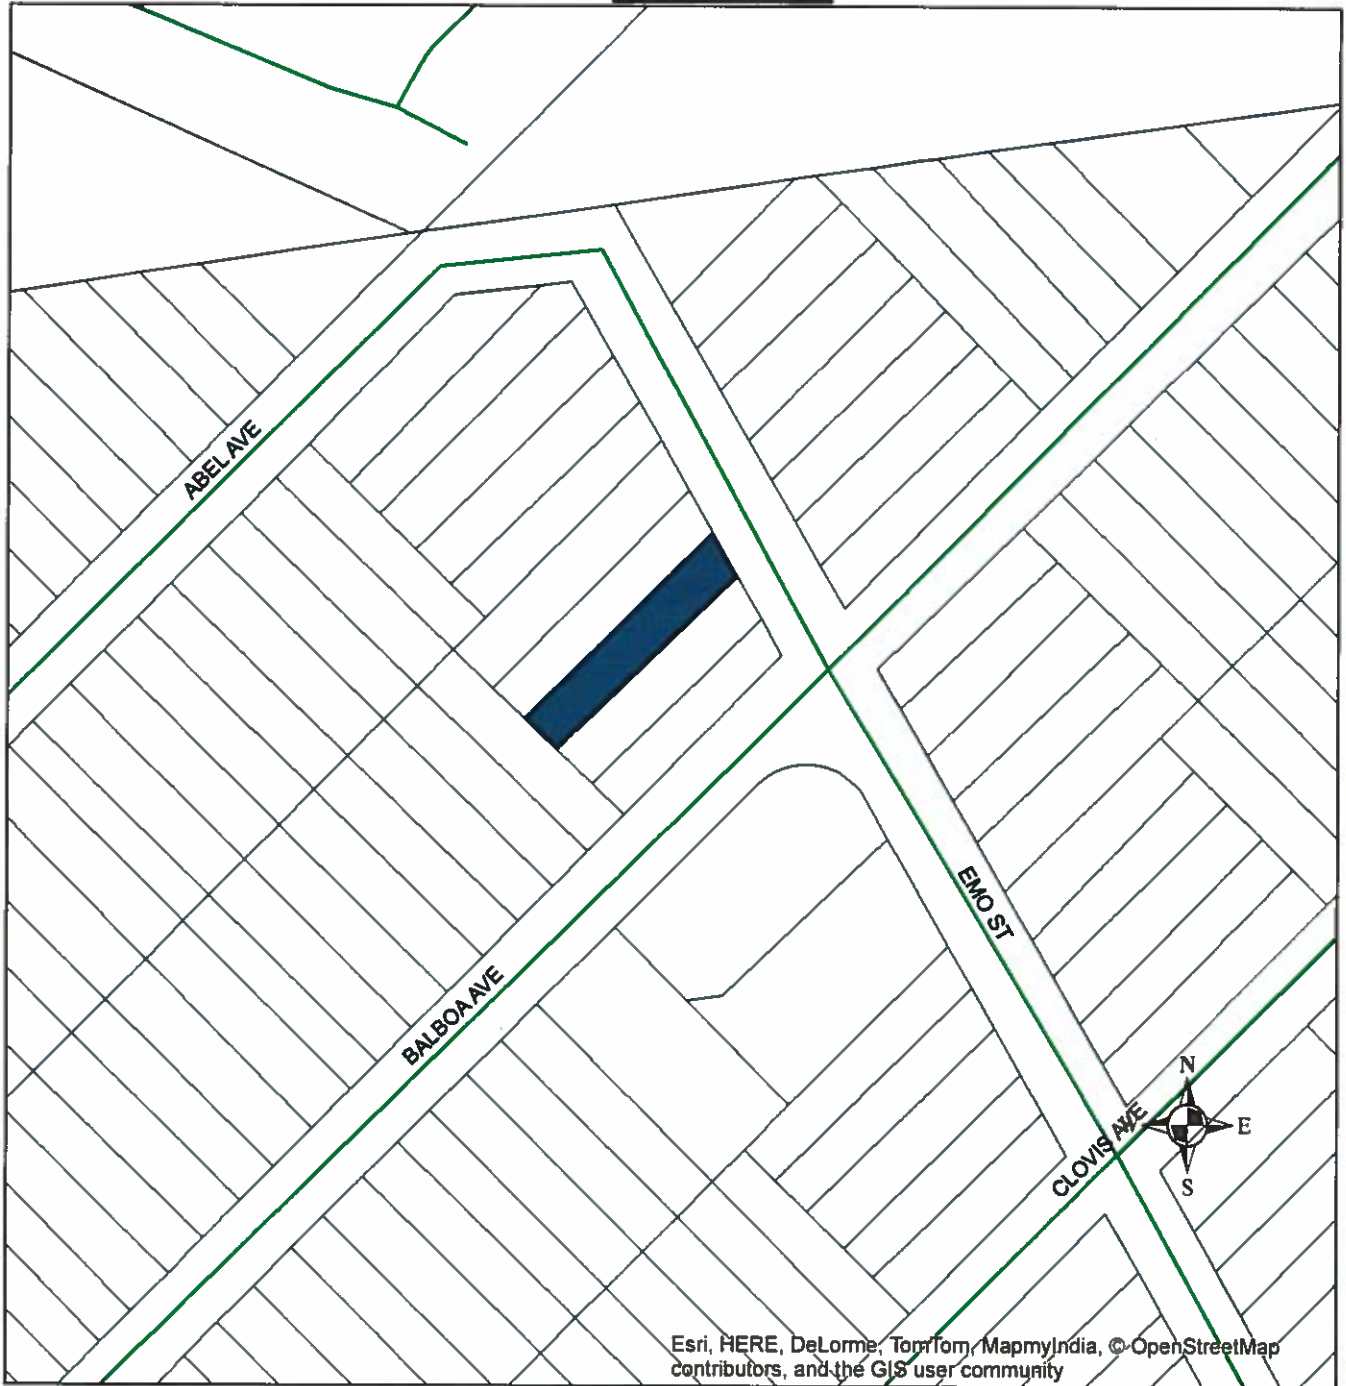 ABEL AVE
BALBOA AVE
EMO ST
CLOVIS AVE
N
E
S
Esri, HERE, DeLorme, TomTom, MapmyIndia, © OpenStreetMap
contributors, and the GIS user community